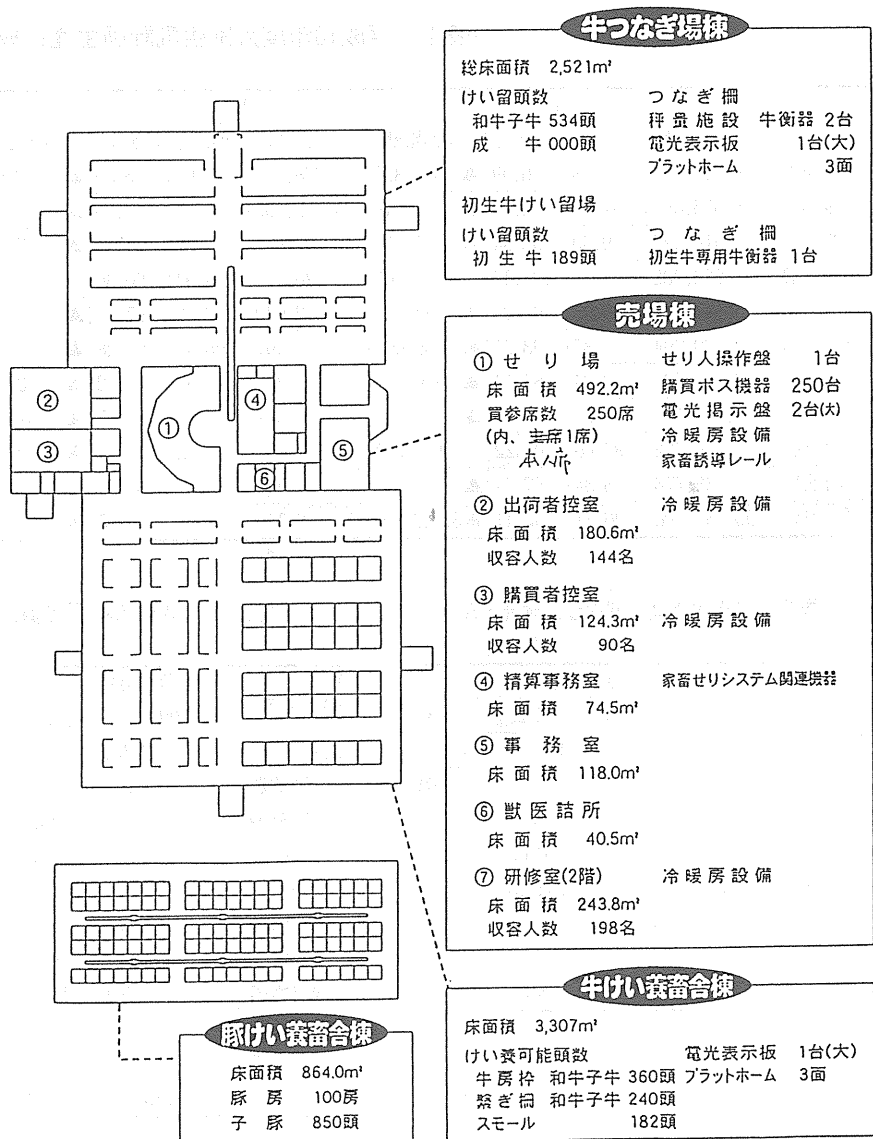 牛つなぎ場棟
総床面積 2,521m²
けい留頭数 つなぎ柵
和牛子牛 534頭 秤量施設 牛衡器 2台
成牛 000頭 電光表示板 1台(大)
プラットホーム 3面
初生牛けい留場
けい留頭数 つなぎ柵
初生牛 189頭 初生牛専用牛衡器 1台
売場棟
① せり場 せり人操作盤 1台
床面積 492.2m² 購買ポス機器 250台
買参席数 250席 電光掲示盤 2台(大)
(内、主席1席) 冷暖房設備
家畜誘導レール
② 出荷者控室 冷暖房設備
床面積 180.6m²
収容人数 144名
③ 購買者控室
床面積 124.3m² 冷暖房設備
収容人数 90名
④ 精算事務室 家畜せりシステム関連機器
床面積 74.5m²
⑤ 事務室
床面積 118.0m²
⑥ 獣医詰所
床面積 40.5m²
⑦ 研修室(2階) 冷暖房設備
床面積 243.8m²
収容人数 198名
牛けい養畜舎棟
床面積 3,307m²
けい養可能頭数 電光表示板 1台(大)
牛房枠 和牛子牛 360頭 プラットホーム 3面
繋ぎ柵 和牛子牛 240頭
スモール 182頭
豚けい養畜舎棟
床面積 864.0m²
豚房 100房
子豚 850頭
②
①
④
③
⑤
⑥